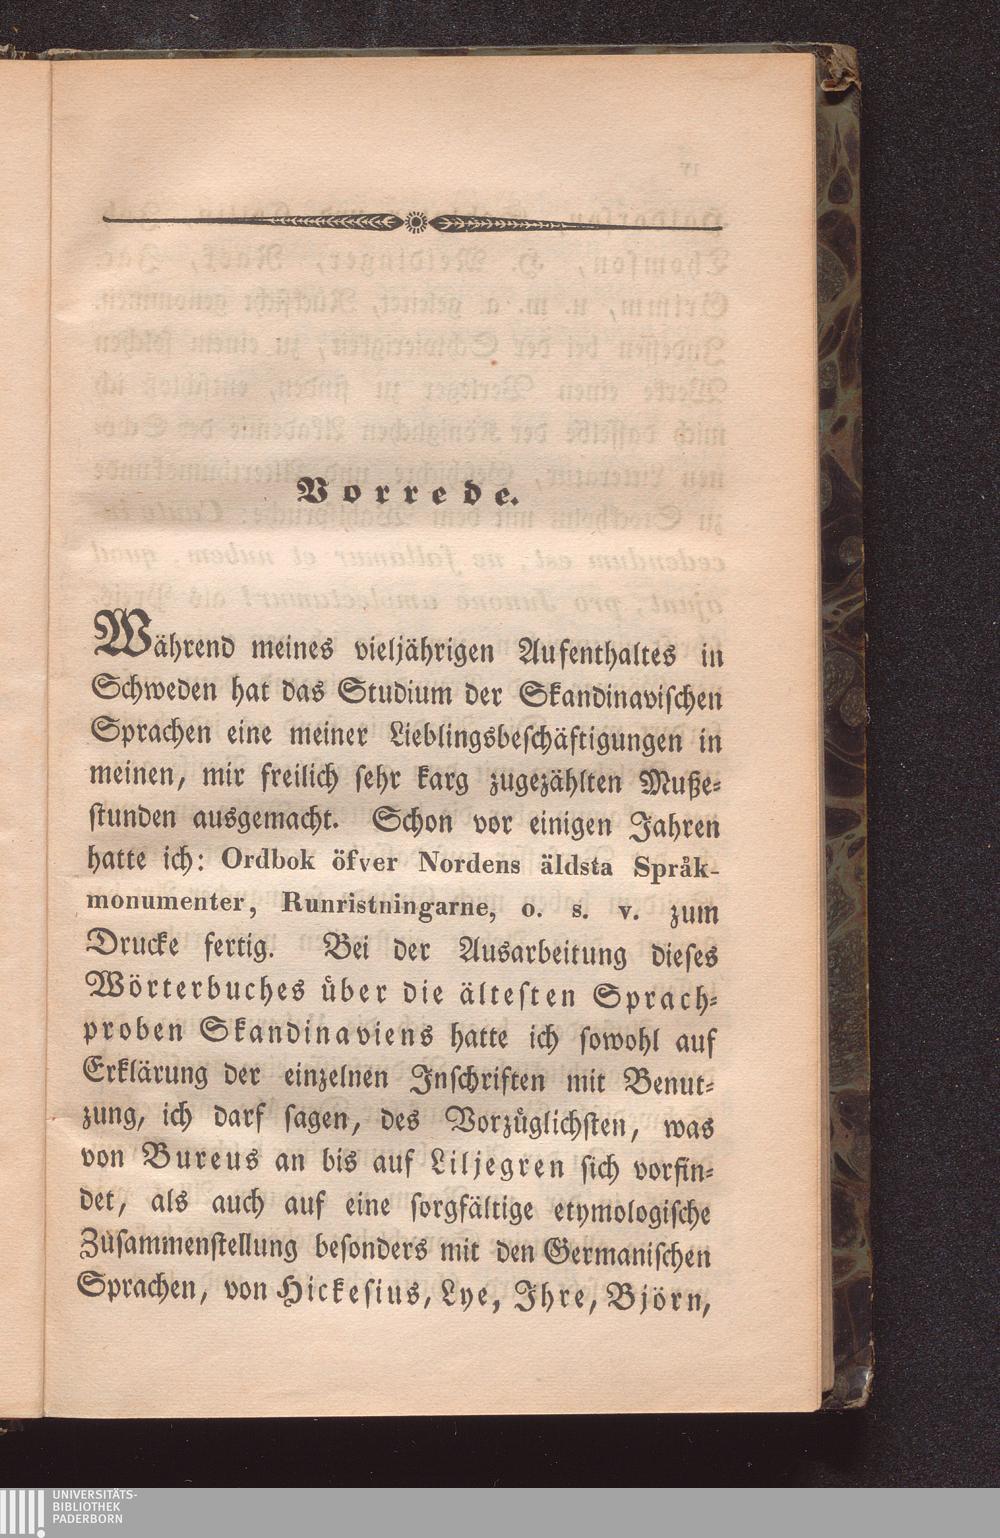 Vorrede.
Während meines vieljährigen Aufenthaltes in
Schweden hat das Studium der Skandinavischen
Sprachen eine meiner Lieblingsbeschäftigungen in
meinen, mir freilich sehr karg zugezählten Muße-
stunden ausgemacht. Schon vor einigen Jahren
hatte ich: Ordbok öfver Nordens äldsta Språk-
monumenter, Runristningarne, o. s. v. zum
Drucke fertig. Bei der Ausarbeitung dieses
Wörterbuches über die ältesten Sprach-
proben Skandinaviens hatte ich sowohl auf
Erklärung der einzelnen Inschriften mit Benut-
zung, ich darf sagen, des Vorzüglichsten, was
von Bureus an bis auf Liljegren sich vorfin-
det, als auch auf eine sorgfältige etymologische
Zusammenstellung besonders mit den Germanischen
Sprachen, von Hickesius, Lye, Ihre, Björn,
UNIVERSITÄTS-
BIBLIOTHEK
PADERBORN